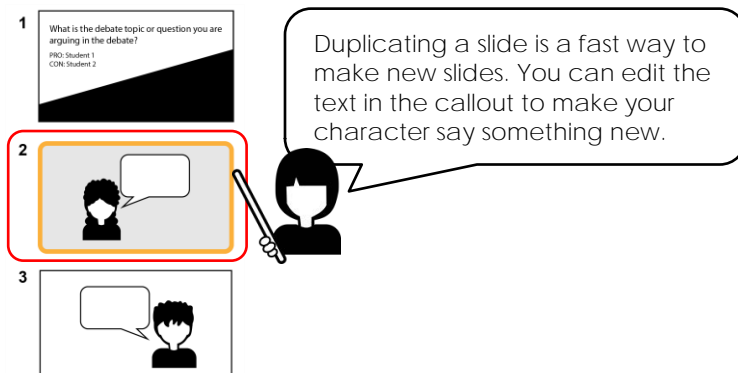 1
What is the debate topic or question you are
arguing in the debate?
PRO: Student 1
CON: Student 2
Duplicating a slide is a fast way to
make new slides. You can edit the
text in the callout to make your
character say something new.
2
3